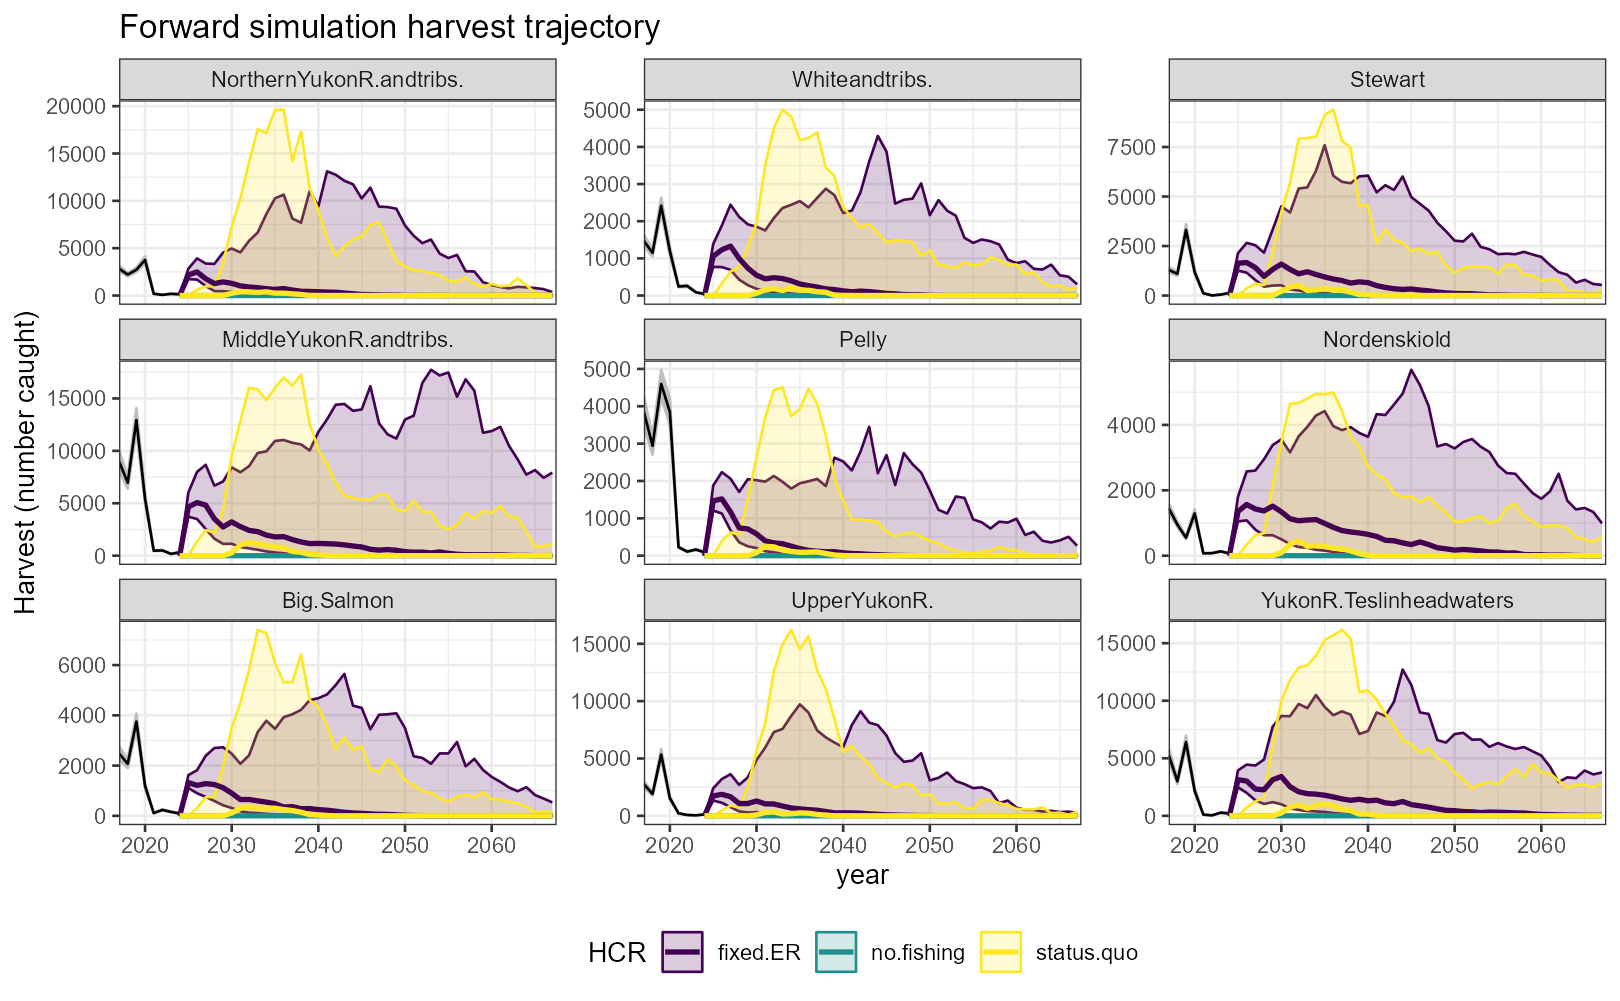 Forward simulation harvest trajectory
NorthernYukonR.andtribs.
Whiteandtribs.
Stewart
20000
15000
10000
5000
0
5000
4000
3000
2000
1000
0
7500
5000
2500
0
MiddleYukonR.andtribs.
Pelly
Nordenskiold
15000
10000
5000
0
5000
4000
3000
2000
1000
0
4000
2000
0
Big.Salmon
UpperYukonR.
YukonR.Teslinheadwaters
6000
4000
2000
0
15000
10000
5000
0
15000
10000
5000
0
2020 2030 2040 2050 2060
2020 2030 2040 2050 2060
2020 2030 2040 2050 2060
Harvest (number caught)
year
HCR fixed.ER no.fishing status.quo